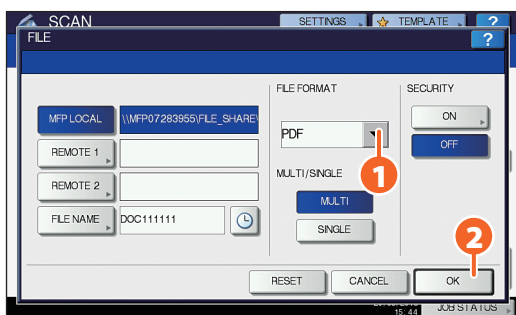 SCAN
SETTINGS
TEMPLATE
?
FILE
?
FILE FORMAT
SECURITY
MFP LOCAL
\\MFP07283955\FILE_SHARE\
PDF
ON
REMOTE 1
OFF
1
MULTI/SINGLE
REMOTE 2
MULTI
FILE NAME
DOC111111
SINGLE
2
RESET
CANCEL
OK
15:44
JOB STATUS